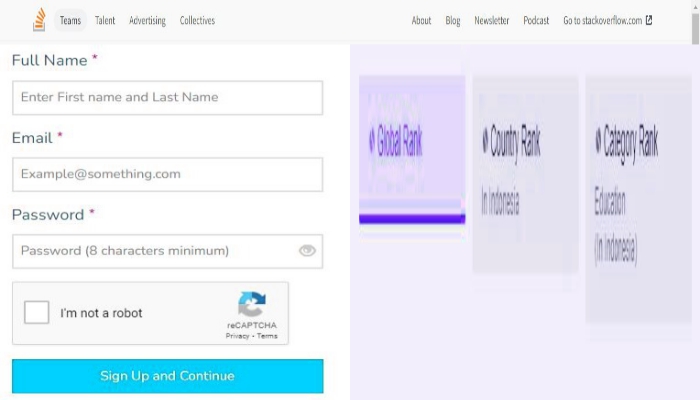 Teams Talent Advertising Collectives About Blog Newsletter Podcast Go to stackoverflow.com
Full Name *
Enter First name and Last Name
Email *
Example@something.com
Password *
Password (8 characters minimum)
I'm not a robot
reCAPTCHA
Privacy - Terms
Sign Up and Continue
Global Rank
Country Rank
In Indonesia
Category Rank
Education
(In Indonesia)